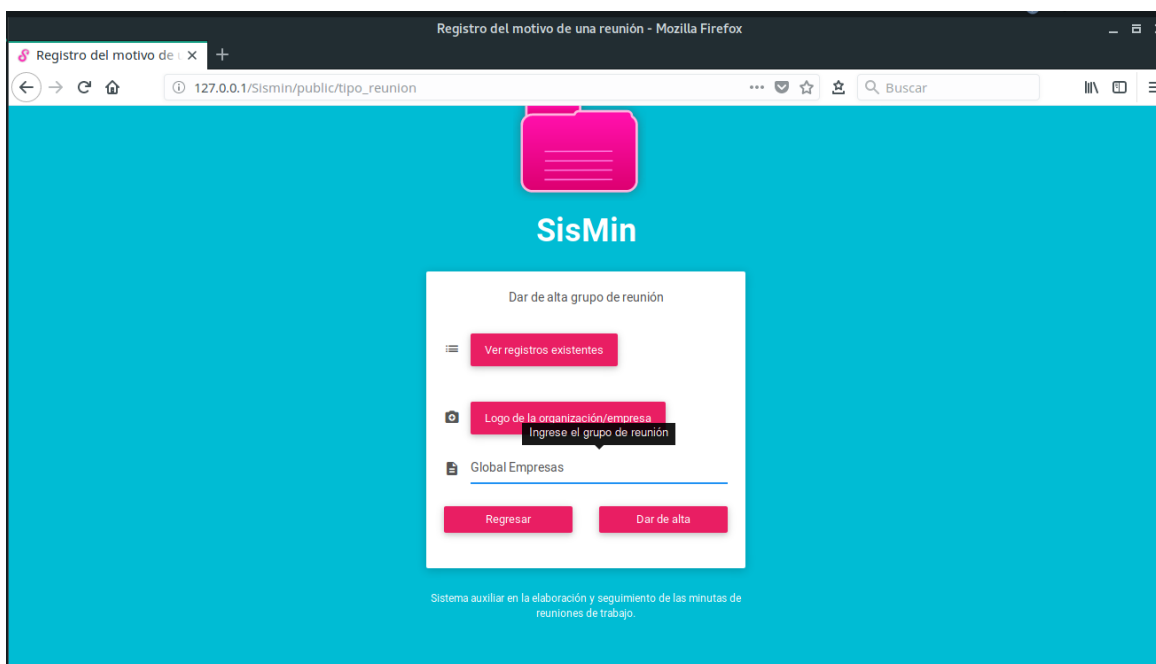 Registro del motivo de una reunión - Mozilla Firefox
Registro del motivo de
127.0.0.1/Sismin/public/tipo_reunion
Buscar
SisMin
Dar de alta grupo de reunión
Ver registros existentes
Logo de la organización/empresa
Ingrese el grupo de reunión
Global Empresas
Regresar
Dar de alta
Sistema auxiliar en la elaboración y seguimiento de las minutas de
reuniones de trabajo.